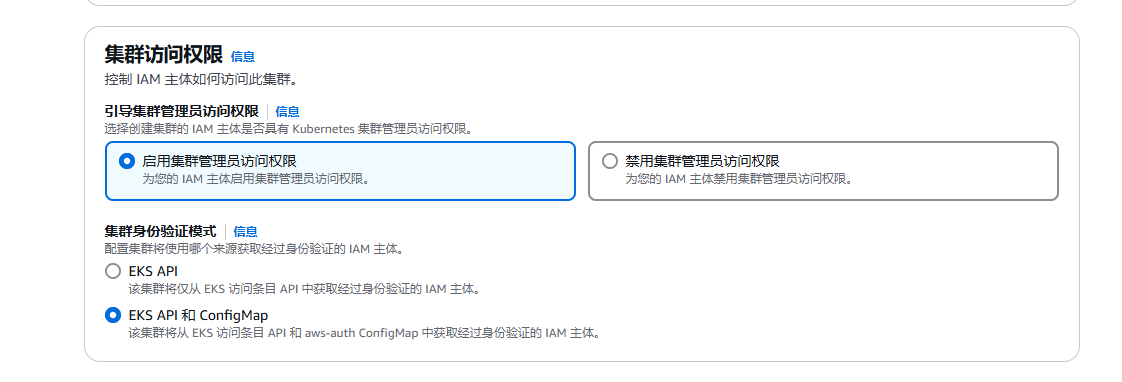 集群访问权限 信息
控制 IAM 主体如何访问此集群。
引导集群管理员访问权限 信息
选择创建集群的 IAM 主体是否具有 Kubernetes 集群管理员访问权限。
启用集群管理员访问权限
为您的 IAM 主体启用集群管理员访问权限。
禁用集群管理员访问权限
为您的 IAM 主体禁用集群管理员访问权限。
集群身份验证模式 信息
配置集群将使用哪个来源获取经过身份验证的 IAM 主体。
EKS API
该集群将仅从 EKS 访问条目 API 中获取经过身份验证的 IAM 主体。
EKS API 和 ConfigMap
该集群将从 EKS 访问条目 API 和 aws-auth ConfigMap 中获取经过身份验证的 IAM 主体。